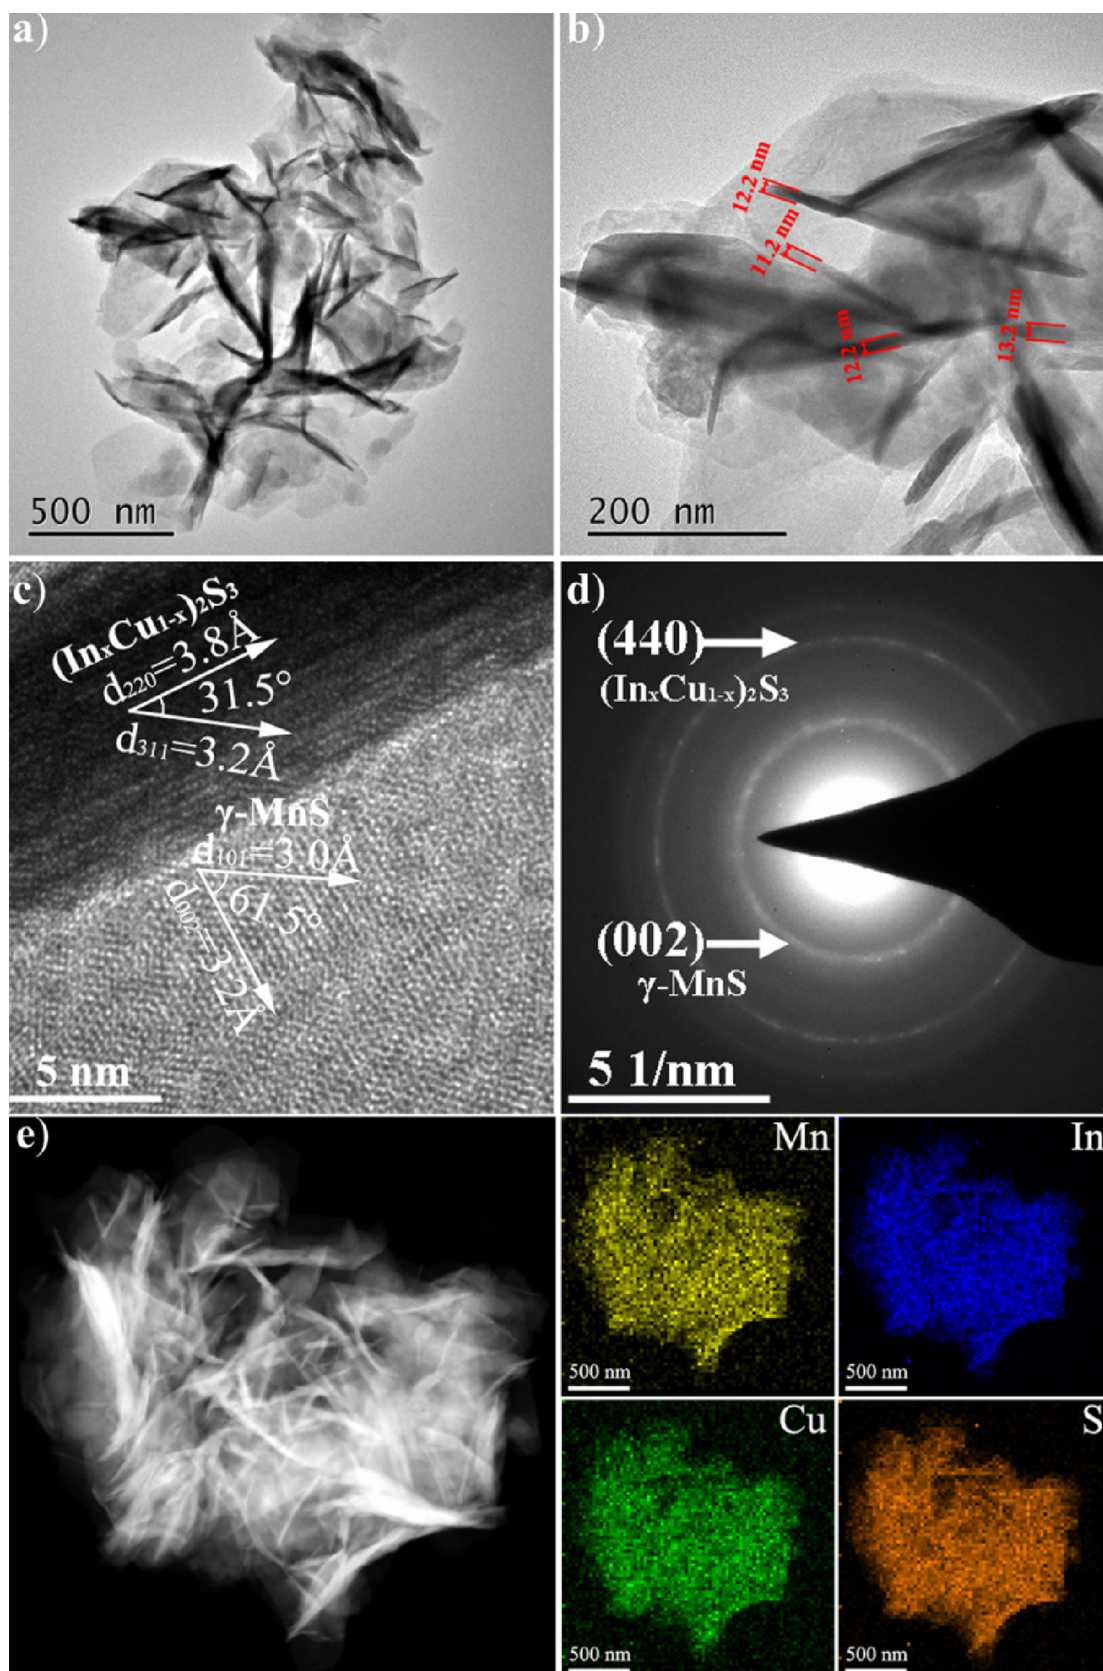 a)
500 nm
b)
12.2 nm
11.2 nm
12.2 nm
13.2 nm
200 nm
c)
(InₓCu₁₋ₓ)₂S₃
d₂₂₀=3.8Å
31.5°
d₃₁₁=3.2Å
γ-MnS
d₁₀₁=3.0Å
61.5°
d₀₀₂=3.2Å
5 nm
d)
(440)
(InₓCu₁₋ₓ)₂S₃
(002)
γ-MnS
5 1/nm
e)
Mn
500 nm
In
500 nm
Cu
500 nm
S
500 nm